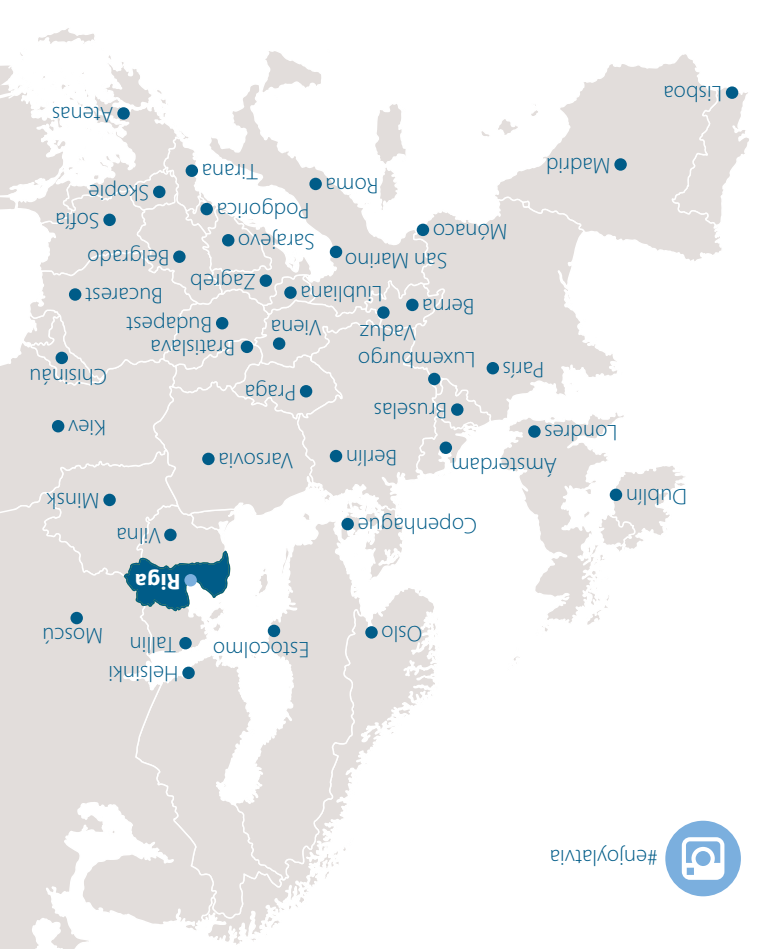 #enjoylatvia
Helsinki
Estocolmo
Tallin
Oslo
Moscú
Riga
Vilna
Copenhague
Minsk
Dublín
Ámsterdam
Varsovia
Berlín
Londres
Kiev
Bruselas
Praga
Chisináu
París
Luxemburgo
Bratislava
Vaduz
Viena
Budapest
Berna
Liubliana
Bucarest
Zagreb
San Marino
Belgrado
Sarajevo
Mónaco
Sofía
Podgorica
Skopie
Roma
Tirana
Madrid
Atenas
Lisboa